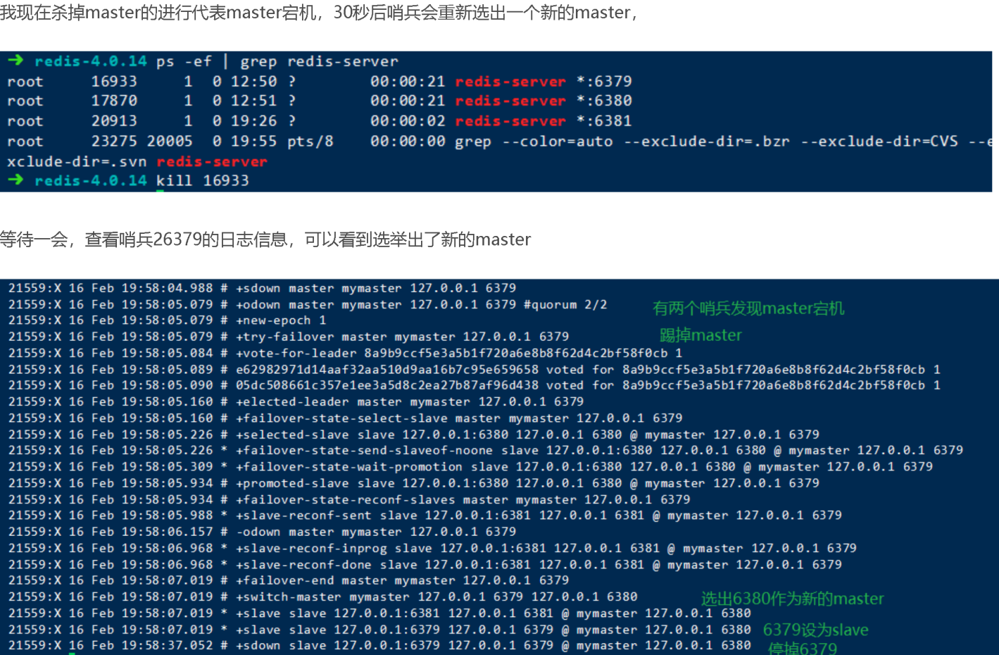 我现在杀掉master的进行代表master宕机，30秒后哨兵会重新选出一个新的master，
➜ redis-4.0.14 ps -ef | grep redis-server
root 16933 1 0 12:50 ? 00:00:21 redis-server *:6379
root 17870 1 0 12:51 ? 00:00:21 redis-server *:6380
root 20913 1 0 19:26 ? 00:00:02 redis-server *:6381
root 23275 20005 0 19:55 pts/8 00:00:00 grep --color=auto --exclude-dir=.bzr --exclude-dir=CVS --e
xclude-dir=.svn redis-server
➜ redis-4.0.14 kill 16933
等待一会，查看哨兵26379的日志信息，可以看到选举出了新的master
21559:X 16 Feb 19:58:04.988 # +sdown master mymaster 127.0.0.1 6379
21559:X 16 Feb 19:58:05.079 # +odown master mymaster 127.0.0.1 6379 #quorum 2/2 有两个哨兵发现master宕机
21559:X 16 Feb 19:58:05.079 # +new-epoch 1
21559:X 16 Feb 19:58:05.079 # +try-failover master mymaster 127.0.0.1 6379 踢掉master
21559:X 16 Feb 19:58:05.084 # +vote-for-leader 8a9b9ccf5e3a5b1f720a6e8b8f62d4c2bf58f0cb 1
21559:X 16 Feb 19:58:05.089 # e62982971d14aaf32aa510d9aa16b7c95e659658 voted for 8a9b9ccf5e3a5b1f720a6e8b8f62d4c2bf58f0cb 1
21559:X 16 Feb 19:58:05.090 # 05dc508661c357e1ee3a5d8c2ea27b87af96d438 voted for 8a9b9ccf5e3a5b1f720a6e8b8f62d4c2bf58f0cb 1
21559:X 16 Feb 19:58:05.160 # +elected-leader master mymaster 127.0.0.1 6379
21559:X 16 Feb 19:58:05.160 # +failover-state-select-slave master mymaster 127.0.0.1 6379
21559:X 16 Feb 19:58:05.226 # +selected-slave slave 127.0.0.1:6380 127.0.0.1 6380 @ mymaster 127.0.0.1 6379
21559:X 16 Feb 19:58:05.226 * +failover-state-send-slaveof-noone slave 127.0.0.1:6380 127.0.0.1 6380 @ mymaster 127.0.0.1 6379
21559:X 16 Feb 19:58:05.309 * +failover-state-wait-promotion slave 127.0.0.1:6380 127.0.0.1 6380 @ mymaster 127.0.0.1 6379
21559:X 16 Feb 19:58:05.934 # +promoted-slave slave 127.0.0.1:6380 127.0.0.1 6380 @ mymaster 127.0.0.1 6379
21559:X 16 Feb 19:58:05.934 # +failover-state-reconf-slaves master mymaster 127.0.0.1 6379
21559:X 16 Feb 19:58:05.988 * +slave-reconf-sent slave 127.0.0.1:6381 127.0.0.1 6381 @ mymaster 127.0.0.1 6379
21559:X 16 Feb 19:58:06.157 # -odown master mymaster 127.0.0.1 6379
21559:X 16 Feb 19:58:06.968 * +slave-reconf-inprog slave 127.0.0.1:6381 127.0.0.1 6381 @ mymaster 127.0.0.1 6379
21559:X 16 Feb 19:58:06.968 * +slave-reconf-done slave 127.0.0.1:6381 127.0.0.1 6381 @ mymaster 127.0.0.1 6379
21559:X 16 Feb 19:58:07.019 # +failover-end master mymaster 127.0.0.1 6379
21559:X 16 Feb 19:58:07.019 # +switch-master mymaster 127.0.0.1 6379 127.0.0.1 6380 选出6380作为新的master
21559:X 16 Feb 19:58:07.019 * +slave slave 127.0.0.1:6381 127.0.0.1 6381 @ mymaster 127.0.0.1 6380
21559:X 16 Feb 19:58:07.019 * +slave slave 127.0.0.1:6379 127.0.0.1 6379 @ mymaster 127.0.0.1 6380 6379设为slave
21559:X 16 Feb 19:58:37.052 # +sdown slave 127.0.0.1:6379 127.0.0.1 6379 @ mymaster 127.0.0.1 6380 停掉6379